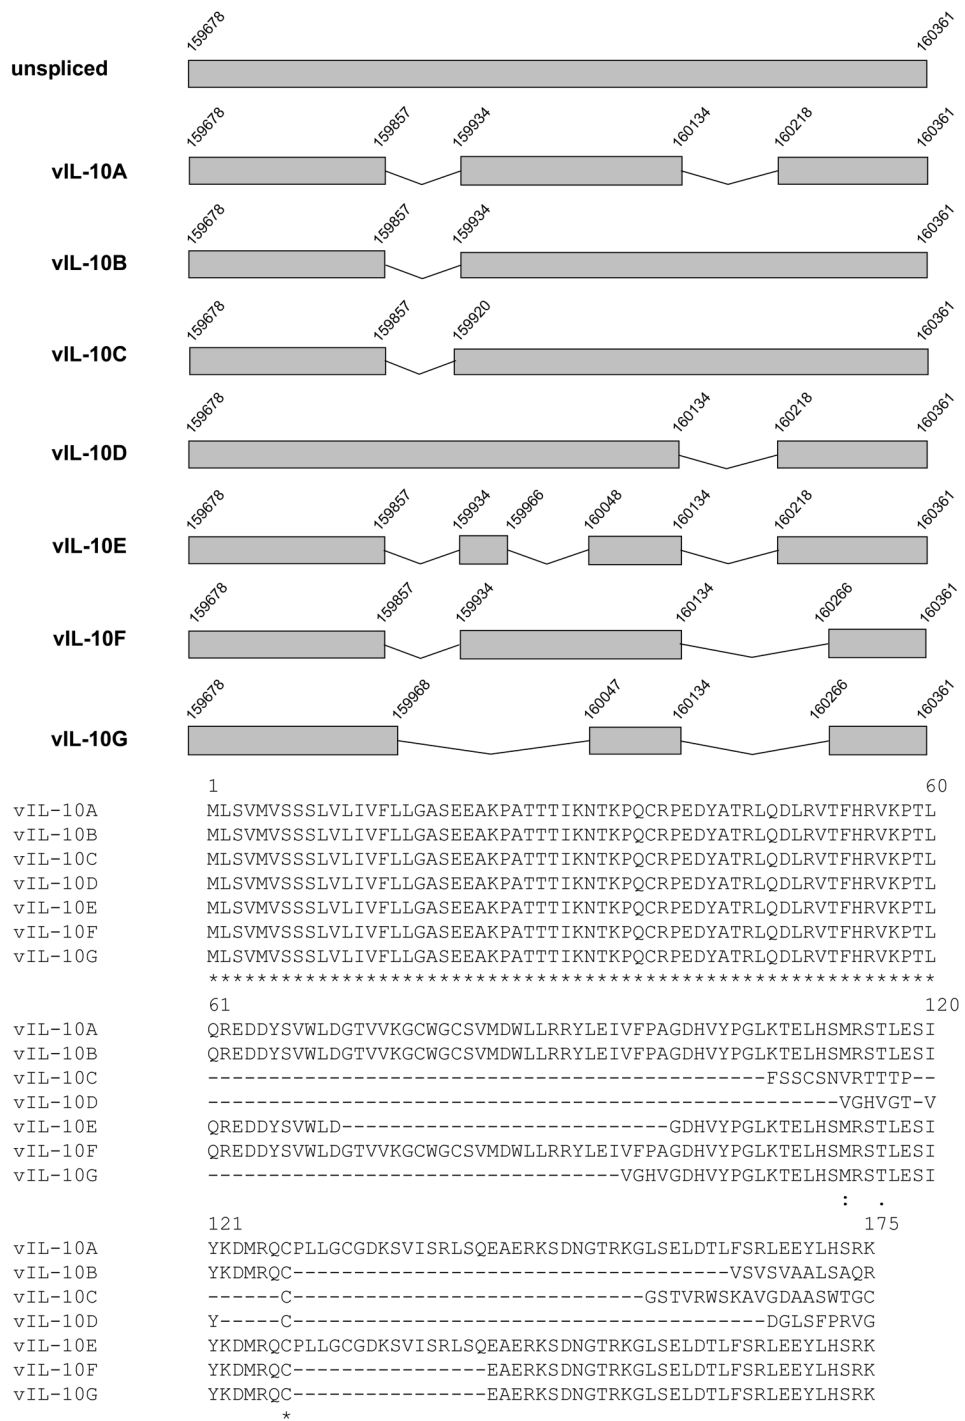 159678 160361
unspliced
159678 159857 159934 160134 160218 160361
vIL-10A
159678 159857 159934 160361
vIL-10B
159678 159857 159920 160361
vIL-10C
159678 160134 160218 160361
vIL-10D
159678 159857 159934 159966 160048 160134 160218 160361
vIL-10E
159678 159857 159934 160134 160266 160361
vIL-10F
159678 159968 160047 160134 160266 160361
vIL-10G
1 60
vIL-10A MLSVMVSSSLVLIVFLLGASEEAKPATTTIKNTKPQCRPEDYATRLQDLRVTFHRVKPTL
vIL-10B MLSVMVSSSLVLIVFLLGASEEAKPATTTIKNTKPQCRPEDYATRLQDLRVTFHRVKPTL
vIL-10C MLSVMVSSSLVLIVFLLGASEEAKPATTTIKNTKPQCRPEDYATRLQDLRVTFHRVKPTL
vIL-10D MLSVMVSSSLVLIVFLLGASEEAKPATTTIKNTKPQCRPEDYATRLQDLRVTFHRVKPTL
vIL-10E MLSVMVSSSLVLIVFLLGASEEAKPATTTIKNTKPQCRPEDYATRLQDLRVTFHRVKPTL
vIL-10F MLSVMVSSSLVLIVFLLGASEEAKPATTTIKNTKPQCRPEDYATRLQDLRVTFHRVKPTL
vIL-10G MLSVMVSSSLVLIVFLLGASEEAKPATTTIKNTKPQCRPEDYATRLQDLRVTFHRVKPTL
************************************************************
61 120
vIL-10A QREDDYSVWLDGTVVKGCWGCSVMDWLLRRYLEIVFPAGDHVYPGLKTELHSMRSTLESI
vIL-10B QREDDYSVWLDGTVVKGCWGCSVMDWLLRRYLEIVFPAGDHVYPGLKTELHSMRSTLESI
vIL-10C ----------------------------------------------FSSCSNVRTTTP--
vIL-10D ----------------------------------------------------VGHVGT-V
vIL-10E QREDDYSVWLD---------------------------GDHVYPGLKTELHSMRSTLESI
vIL-10F QREDDYSVWLDGTVVKGCWGCSVMDWLLRRYLEIVFPAGDHVYPGLKTELHSMRSTLESI
vIL-10G ----------------------------------VGHVGDHVYPGLKTELHSMRSTLESI
: .
121 175
vIL-10A YKDMRQCPLLGCGDKSVISRLSQEAERKSDNGTRKGLSELDTLFSRLEEYLHSRK
vIL-10B YKDMRQC------------------------------------VSVSVAALSAQR
vIL-10C ------C-----------------------------GSTVRWSKAVGDAASWTGC
vIL-10D Y-----C---------------------------------------DGLSFPRVG
vIL-10E YKDMRQCPLLGCGDKSVISRLSQEAERKSDNGTRKGLSELDTLFSRLEEYLHSRK
vIL-10F YKDMRQC----------------EAERKSDNGTRKGLSELDTLFSRLEEYLHSRK
vIL-10G YKDMRQC----------------EAERKSDNGTRKGLSELDTLFSRLEEYLHSRK
*